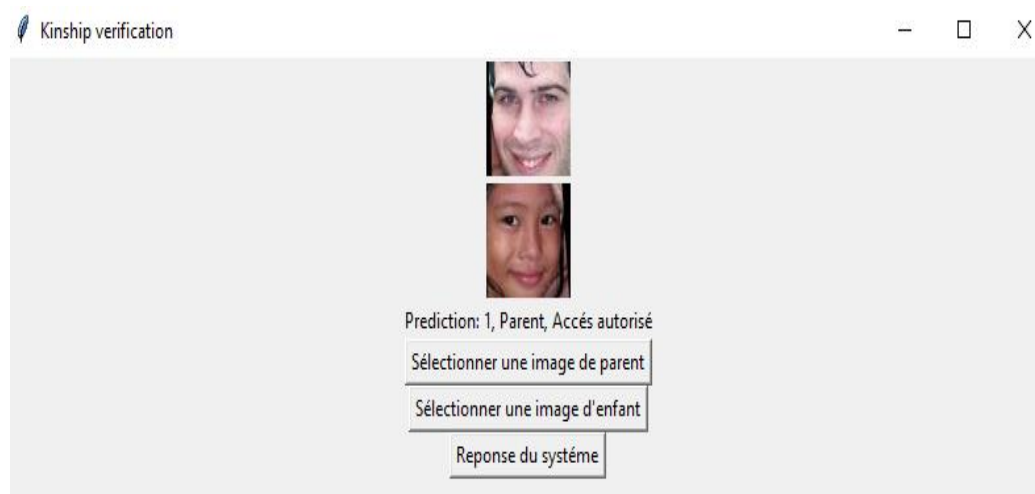 Kinship verification
Prediction: 1, Parent, Accés autorisé
Sélectionner une image de parent
Sélectionner une image d'enfant
Reponse du systéme